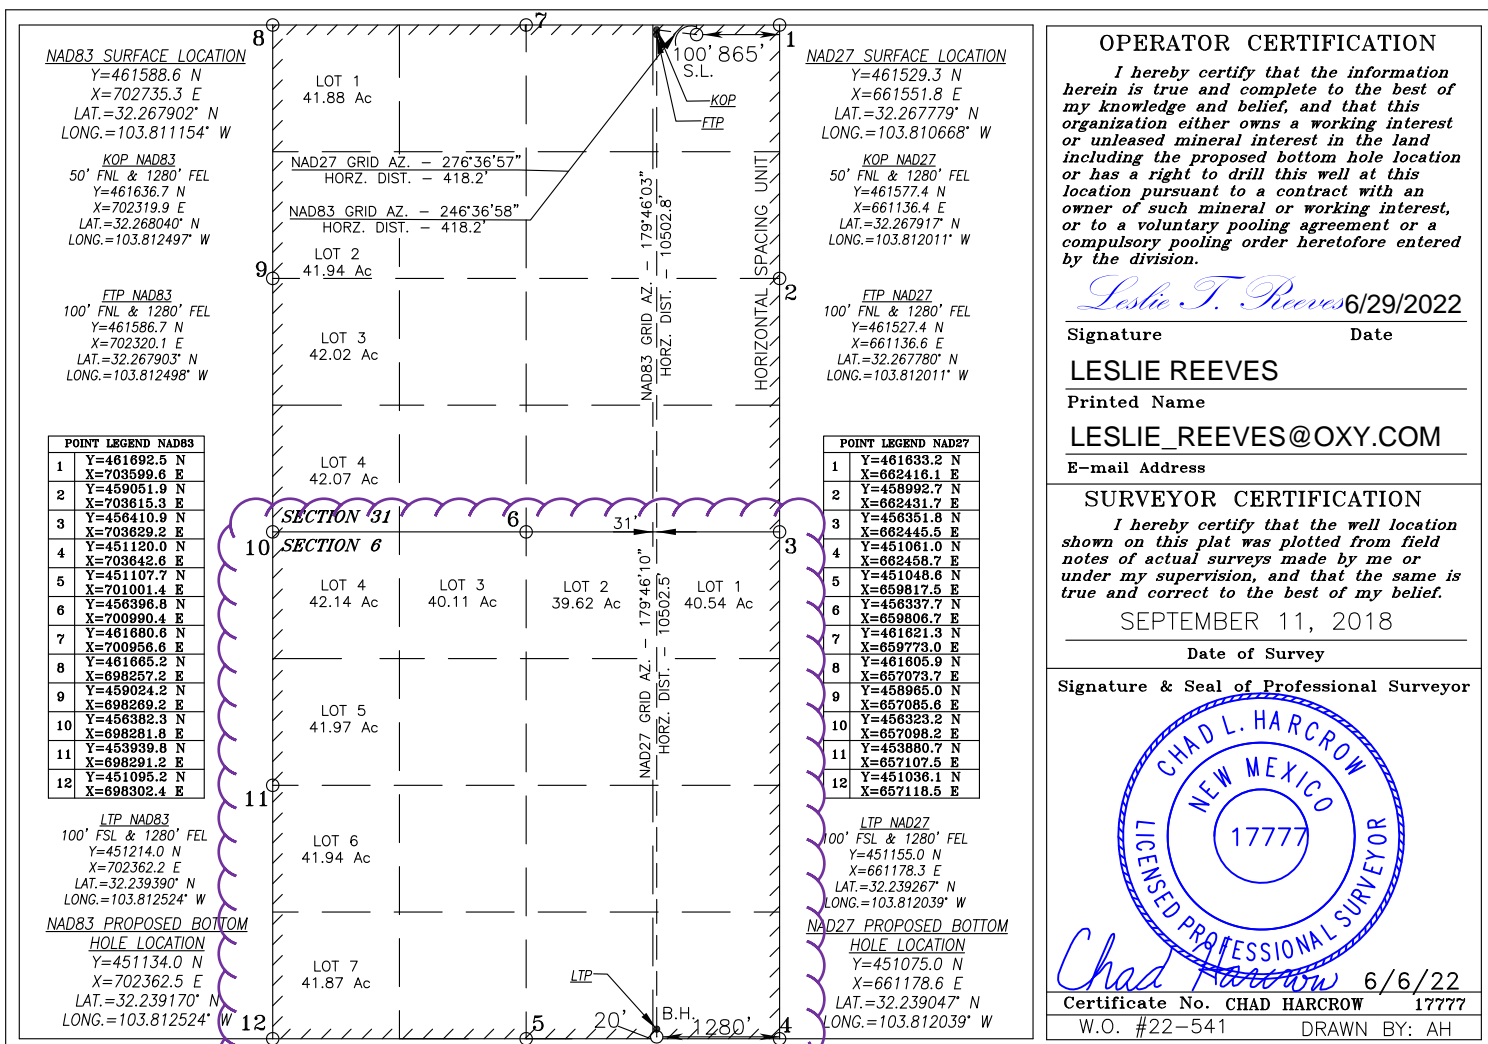 8
7
1
NAD83 SURFACE LOCATION
Y=461588.6 N
X=702735.3 E
LAT.=32.267902° N
LONG.=103.811154° W
KOP NAD83
50' FNL & 1280' FEL
Y=461636.7 N
X=702319.9 E
LAT.=32.268040° N
LONG.=103.812497° W
FTP NAD83
100' FNL & 1280' FEL
Y=461586.7 N
X=702320.1 E
LAT.=32.267903° N
LONG.=103.812498° W
POINT LEGEND NAD83
1 Y=461692.5 N
X=703599.6 E
2 Y=459051.9 N
X=703615.3 E
3 Y=456410.9 N
X=703629.2 E
4 Y=451120.0 N
X=703642.6 E
5 Y=451107.7 N
X=701001.4 E
6 Y=456396.8 N
X=700990.4 E
7 Y=461680.6 N
X=700956.6 E
8 Y=461665.2 N
X=698257.2 E
9 Y=459024.2 N
X=698269.2 E
10 Y=456382.3 N
X=698281.8 E
11 Y=453939.8 N
X=698291.2 E
12 Y=451095.2 N
X=698302.4 E
LTP NAD83
100' FSL & 1280' FEL
Y=451214.0 N
X=702362.2 E
LAT.=32.239390° N
LONG.=103.812524° W
NAD83 PROPOSED BOTTOM
HOLE LOCATION
Y=451134.0 N
X=702362.5 E
LAT.=32.239170° N
LONG.=103.812524° W
LOT 1
41.88 Ac
100' 865'
S.L.
KOP
FTP
NAD27 GRID AZ. - 276°36'57"
HORZ. DIST. - 418.2'
NAD83 GRID AZ. - 246°36'58"
HORZ. DIST. - 418.2'
LOT 2
41.94 Ac
9
2
LOT 3
42.02 Ac
NAD83 GRID AZ. - 179°46'03"
HORZ. DIST. - 10502.8'
HORIZONTAL SPACING UNIT
LOT 4
42.07 Ac
SECTION 31
6
31'
10
3
SECTION 6
LOT 4
42.14 Ac
LOT 3
40.11 Ac
LOT 2
39.62 Ac
LOT 1
40.54 Ac
NAD27 GRID AZ. - 179°46'10"
HORZ. DIST. - 10502.5'
LOT 5
41.97 Ac
11
LOT 6
41.94 Ac
LOT 7
41.87 Ac
LTP
B.H.
20'
1280'
12
5
4
NAD27 SURFACE LOCATION
Y=461529.3 N
X=661551.8 E
LAT.=32.267779° N
LONG.=103.810668° W
KOP NAD27
50' FNL & 1280' FEL
Y=461577.4 N
X=661136.4 E
LAT.=32.267917° N
LONG.=103.812011° W
FTP NAD27
100' FNL & 1280' FEL
Y=461527.4 N
X=661136.6 E
LAT.=32.267780° N
LONG.=103.812011° W
POINT LEGEND NAD27
1 Y=461633.2 N
X=662416.1 E
2 Y=458992.7 N
X=662431.7 E
3 Y=456351.8 N
X=662445.5 E
4 Y=451061.0 N
X=662458.7 E
5 Y=451048.6 N
X=659817.5 E
6 Y=456337.7 N
X=659806.7 E
7 Y=461621.3 N
X=659773.0 E
8 Y=461605.9 N
X=657073.7 E
9 Y=458965.0 N
X=657085.6 E
10 Y=456323.2 N
X=657098.2 E
11 Y=453880.7 N
X=657107.5 E
12 Y=451036.1 N
X=657118.5 E
LTP NAD27
100' FSL & 1280' FEL
Y=451155.0 N
X=661178.3 E
LAT.=32.239267° N
LONG.=103.812039° W
NAD27 PROPOSED BOTTOM
HOLE LOCATION
Y=451075.0 N
X=661178.6 E
LAT.=32.239047° N
LONG.=103.812039° W
OPERATOR CERTIFICATION
I hereby certify that the information
herein is true and complete to the best of
my knowledge and belief, and that this
organization either owns a working interest
or unleased mineral interest in the land
including the proposed bottom hole location
or has a right to drill this well at this
location pursuant to a contract with an
owner of such mineral or working interest,
or to a voluntary pooling agreement or a
compulsory pooling order heretofore entered
by the division.
Leslie T. Reeves 6/29/2022
Signature Date
LESLIE REEVES
Printed Name
LESLIE_REEVES@OXY.COM
E-mail Address
SURVEYOR CERTIFICATION
I hereby certify that the well location
shown on this plat was plotted from field
notes of actual surveys made by me or
under my supervision, and that the same is
true and correct to the best of my belief.
SEPTEMBER 11, 2018
Date of Survey
Signature & Seal of Professional Surveyor
CHAD L. HARCROW
NEW MEXICO
17777
LICENSED PROFESSIONAL SURVEYOR
Chad Harcrow 6/6/22
Certificate No. CHAD HARCROW 17777
W.O. #22-541 DRAWN BY: AH